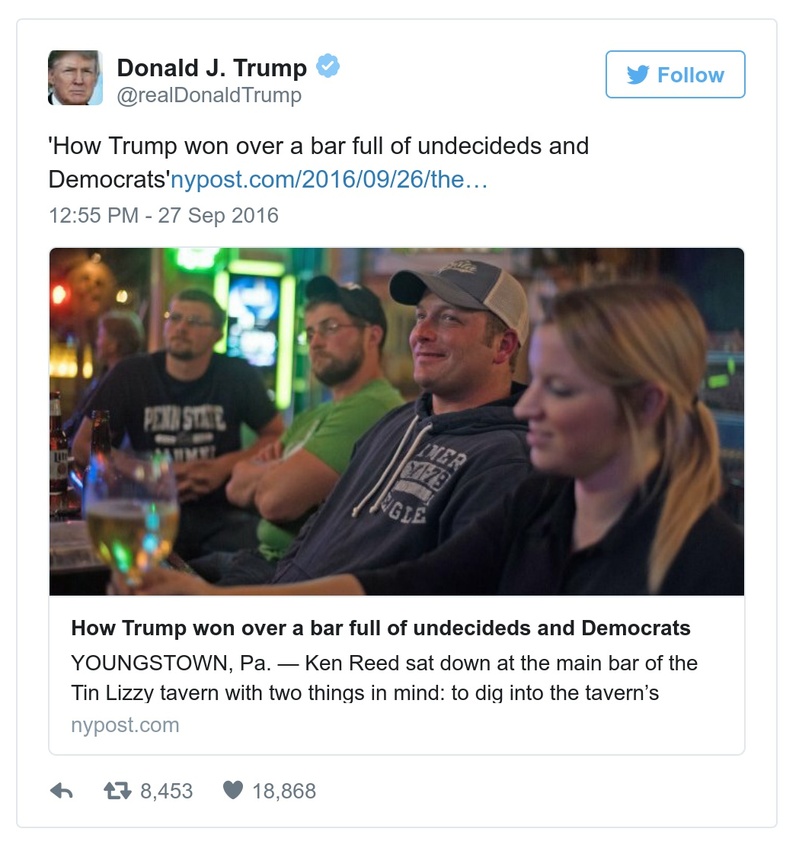 Donald J. Trump
@realDonaldTrump
Follow
'How Trump won over a bar full of undecideds and
Democrats'nypost.com/2016/09/26/the…
12:55 PM - 27 Sep 2016
PENN STATE
How Trump won over a bar full of undecideds and Democrats
YOUNGSTOWN, Pa. — Ken Reed sat down at the main bar of the
Tin Lizzy tavern with two things in mind: to dig into the tavern’s
nypost.com
8,453
18,868